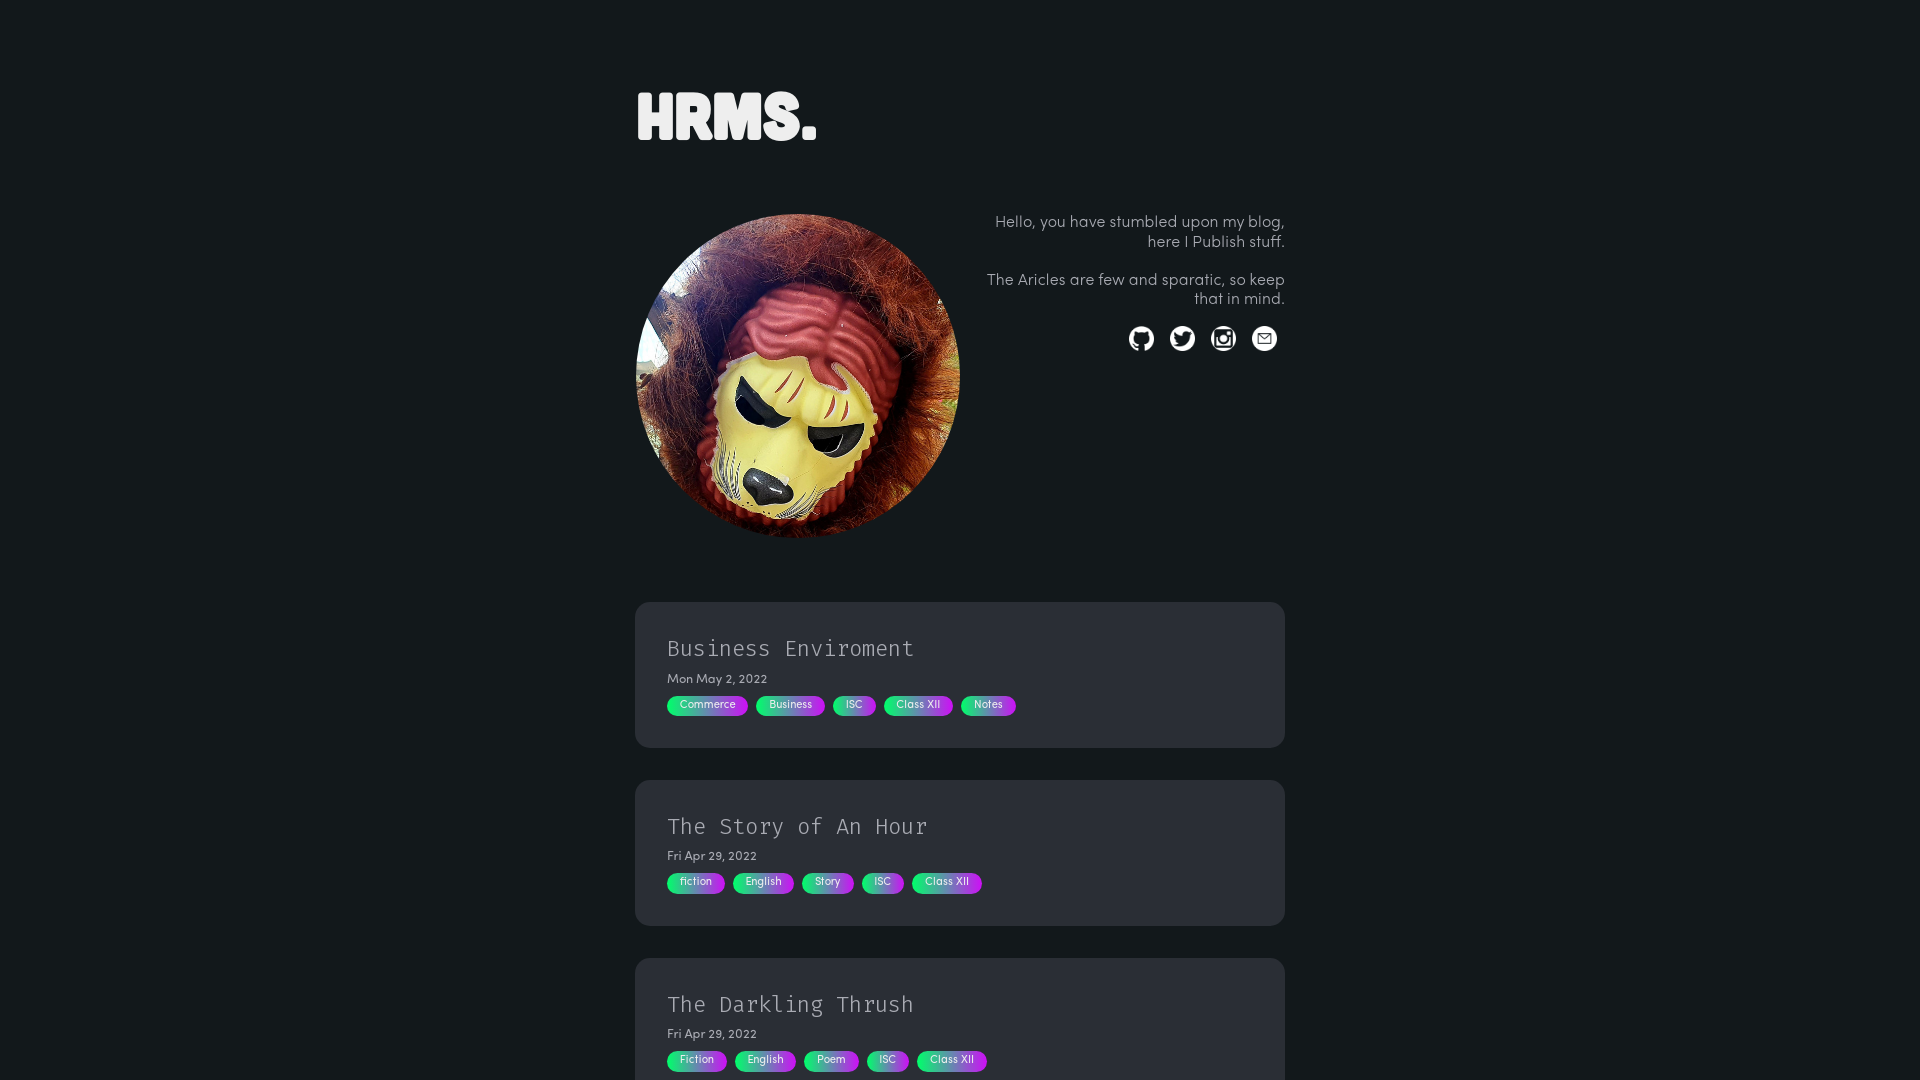 HRMS.
Hello, you have stumbled upon my blog,
here I Publish stuff.
The Aricles are few and sparatic, so keep
that in mind.
Business Enviroment
Mon May 2, 2022
Commerce Business ISC Class XII Notes
The Story of An Hour
Fri Apr 29, 2022
fiction English Story ISC Class XII
The Darkling Thrush
Fri Apr 29, 2022
Fiction English Poem ISC Class XII